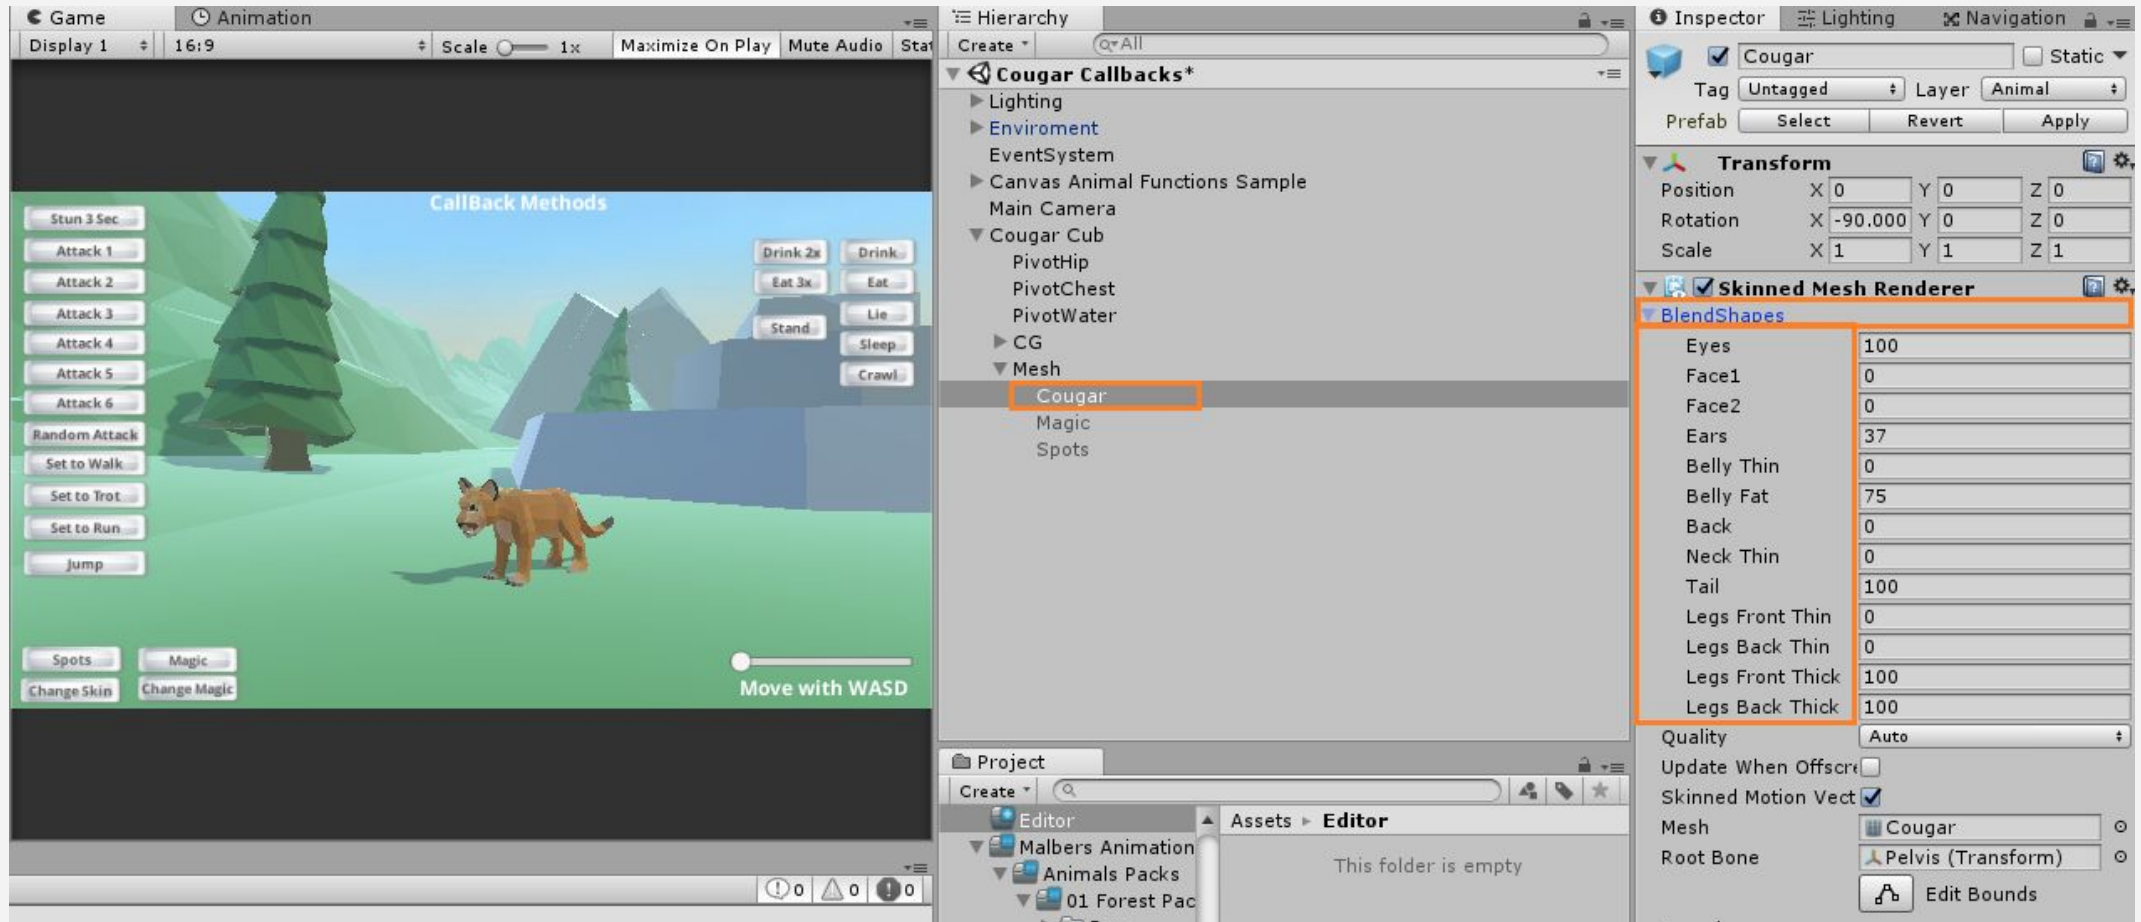 Game
Animation
Display 1
16:9
Scale
1x
Maximize On Play
Mute Audio
Stat
CallBack Methods
Stun 3 Sec
Attack 1
Attack 2
Attack 3
Attack 4
Attack 5
Attack 6
Random Attack
Set to Walk
Set to Trot
Set to Run
Jump
Drink 2x
Drink
Eat 3x
Eat
Lie
Stand
Sleep
Crawl
Spots
Magic
Change Skin
Change Magic
Move with WASD
0
0
0
Hierarchy
Create
All
Cougar Callbacks*
Lighting
Enviroment
EventSystem
Canvas Animal Functions Sample
Main Camera
Cougar Cub
PivotHip
PivotChest
PivotWater
CG
Mesh
Cougar
Magic
Spots
Project
Create
Editor
Malbers Animation
Animals Packs
01 Forest Pac
Assets
Editor
This folder is empty
Inspector
Lighting
Navigation
Cougar
Static
Tag Untagged
Layer Animal
Prefab
Select
Revert
Apply
Transform
Position X 0 Y 0 Z 0
Rotation X -90.000 Y 0 Z 0
Scale X 1 Y 1 Z 1
Skinned Mesh Renderer
BlendShapes
Eyes 100
Face1 0
Face2 0
Ears 37
Belly Thin 0
Belly Fat 75
Back 0
Neck Thin 0
Tail 100
Legs Front Thin 0
Legs Back Thin 0
Legs Front Thick 100
Legs Back Thick 100
Quality Auto
Update When Offscre
Skinned Motion Vect
Mesh Cougar
Root Bone Pelvis (Transform)
Edit Bounds